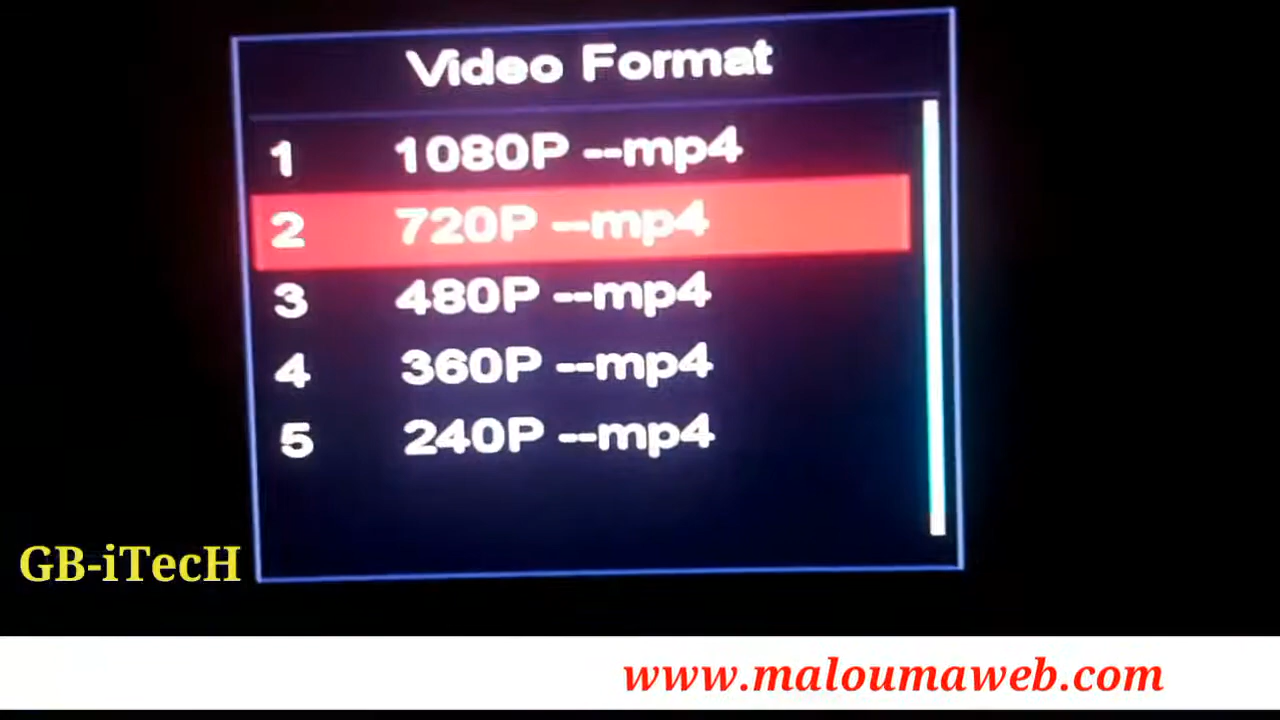 Video Format
1 1080P --mp4
2 720P --mp4
3 480P --mp4
4 360P --mp4
5 240P --mp4
GB-iTecH
www.maloumaweb.com